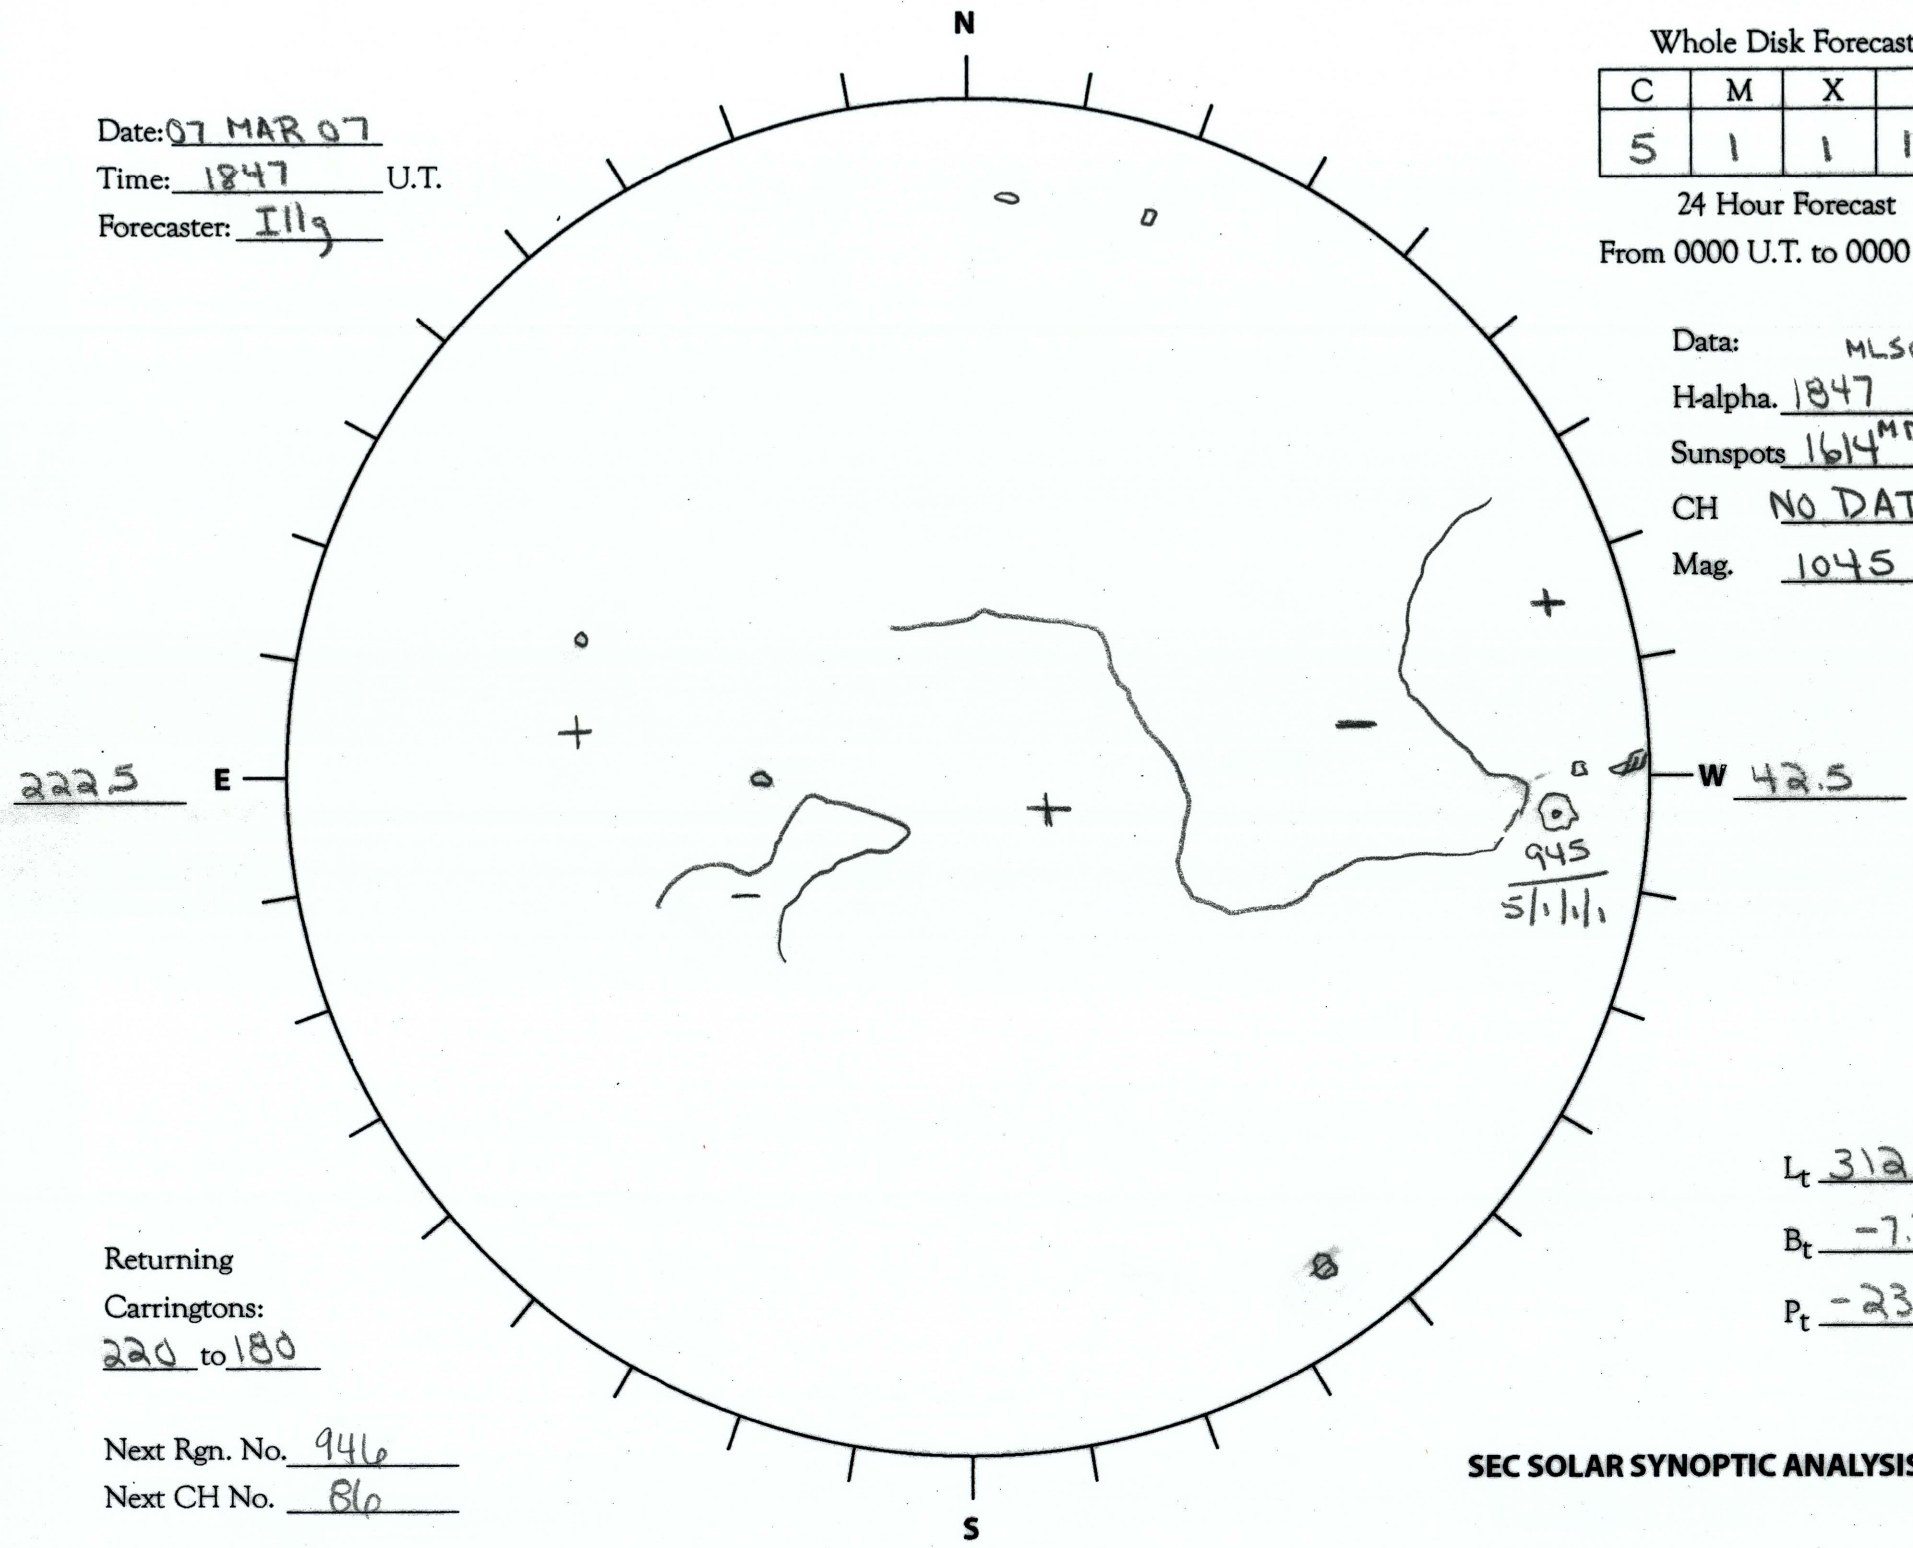 N
Date: 07 MAR 07
Time: 1847 U.T.
Forecaster: Illg
Whole Disk Forecast
C M X
5 1 1 1
24 Hour Forecast
From 0000 U.T. to 0000
Data:
H-alpha. 1847
Sunspots 1614
CH NO DAT
Mag. 1045
+
+
-
+
-
222.5 E
W 42.5
945
5/1/1/1
Lt 312
Bt -7.
Pt -23
Returning
Carringtons:
220 to 180
Next Rgn. No. 946
Next CH No. 86
SEC SOLAR SYNOPTIC ANALYSIS
S